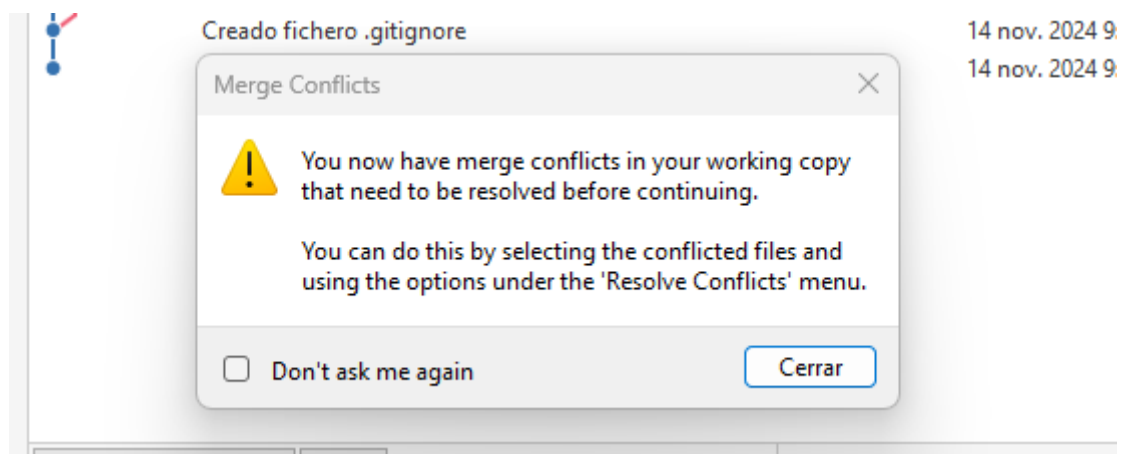 Creado fichero .gitignore 14 nov. 2024 9:
14 nov. 2024 9:
Merge Conflicts
You now have merge conflicts in your working copy
that need to be resolved before continuing.
You can do this by selecting the conflicted files and
using the options under the 'Resolve Conflicts' menu.
Don't ask me again
Cerrar